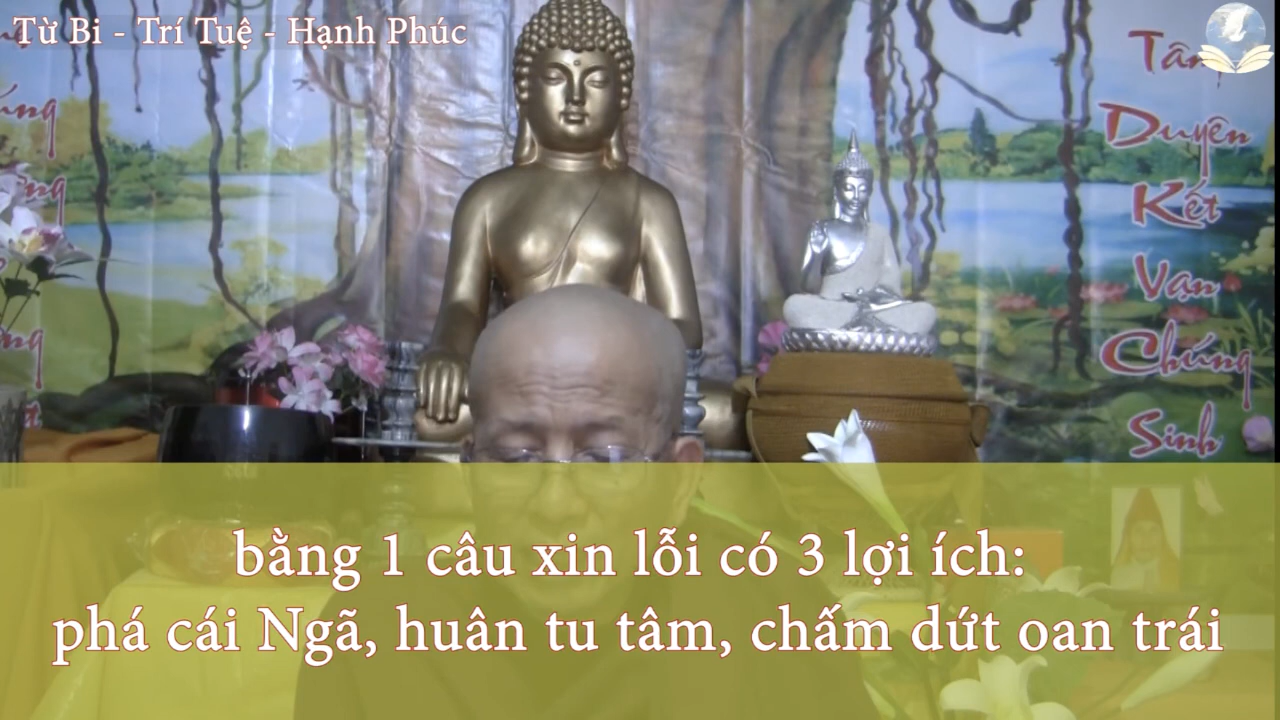 Từ Bi - Trí Tuệ - Hạnh Phúc
Duyên
Kết
Vạn
Chúng
Sinh
bằng 1 câu xin lỗi có 3 lợi ích:
phá cái Ngã, huân tu tâm, chấm dứt oan trái